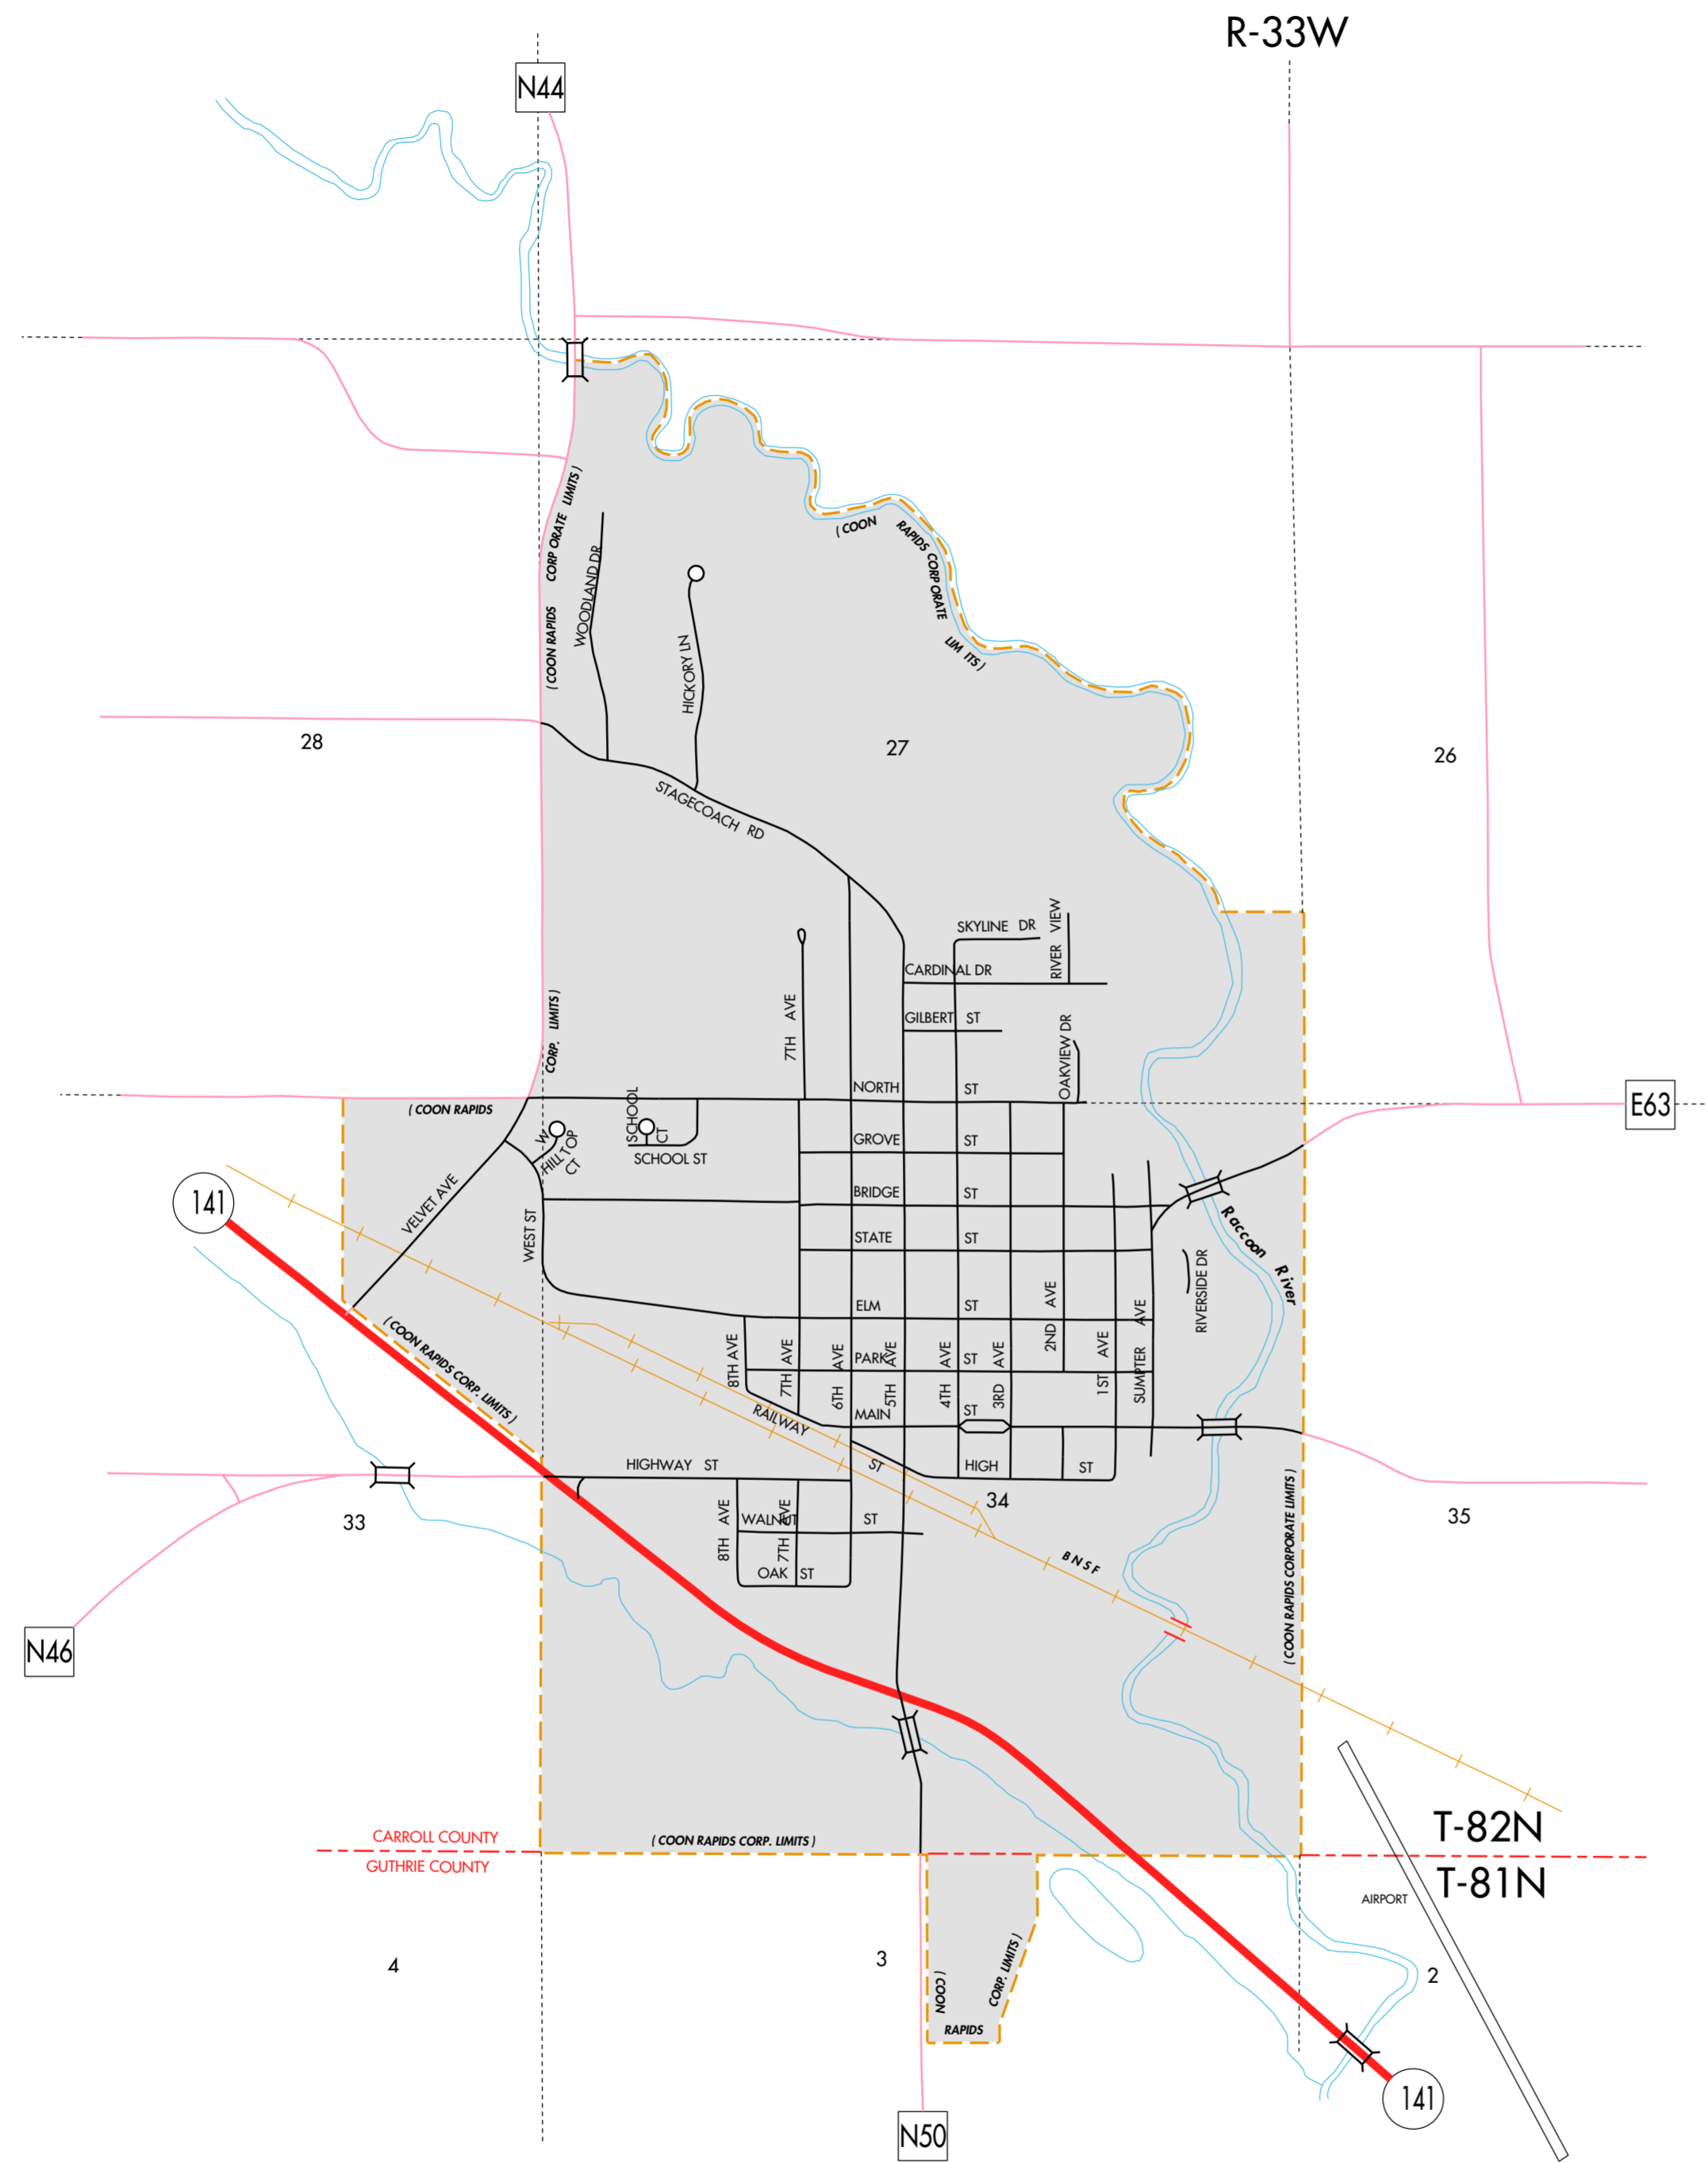 R-33W
N44
( COON RAPIDS CORP ORATE LIMITS )
( COON RAPIDS CORP ORATE LIM ITS )
WOODLAND DR
HICKORY LN
28
27
26
STAGECOACH RD
SKYLINE DR
RIVER VIEW
CARDINAL DR
7TH AVE
GILBERT ST
OAKVIEW DR
CORP. LIMITS )
( COON RAPIDS
NORTH ST
E63
SCHOOL CT
W HILL TOP CT
SCHOOL ST
GROVE ST
BRIDGE ST
141
VELVET AVE
WEST ST
STATE ST
Raccoon River
RIVERSIDE DR
ELM ST
2ND AVE
SUMPTER AVE
( COON RAPIDS CORP. LIMITS )
8TH AVE
7TH AVE
6TH AVE
PARK ST
5TH AVE
4TH AVE
3RD AVE
1ST AVE
MAIN ST
RAILWAY ST
HIGHWAY ST
HIGH ST
34
33
35
8TH AVE
7TH AVE
WALNUT ST
OAK ST
BNSF
( COON RAPIDS CORPORATE LIMITS )
N46
CARROLL COUNTY
GUTHRIE COUNTY
( COON RAPIDS CORP. LIMITS )
T-82N
T-81N
AIRPORT
4
3
2
( COON RAPIDS CORP. LIMITS )
N50
141